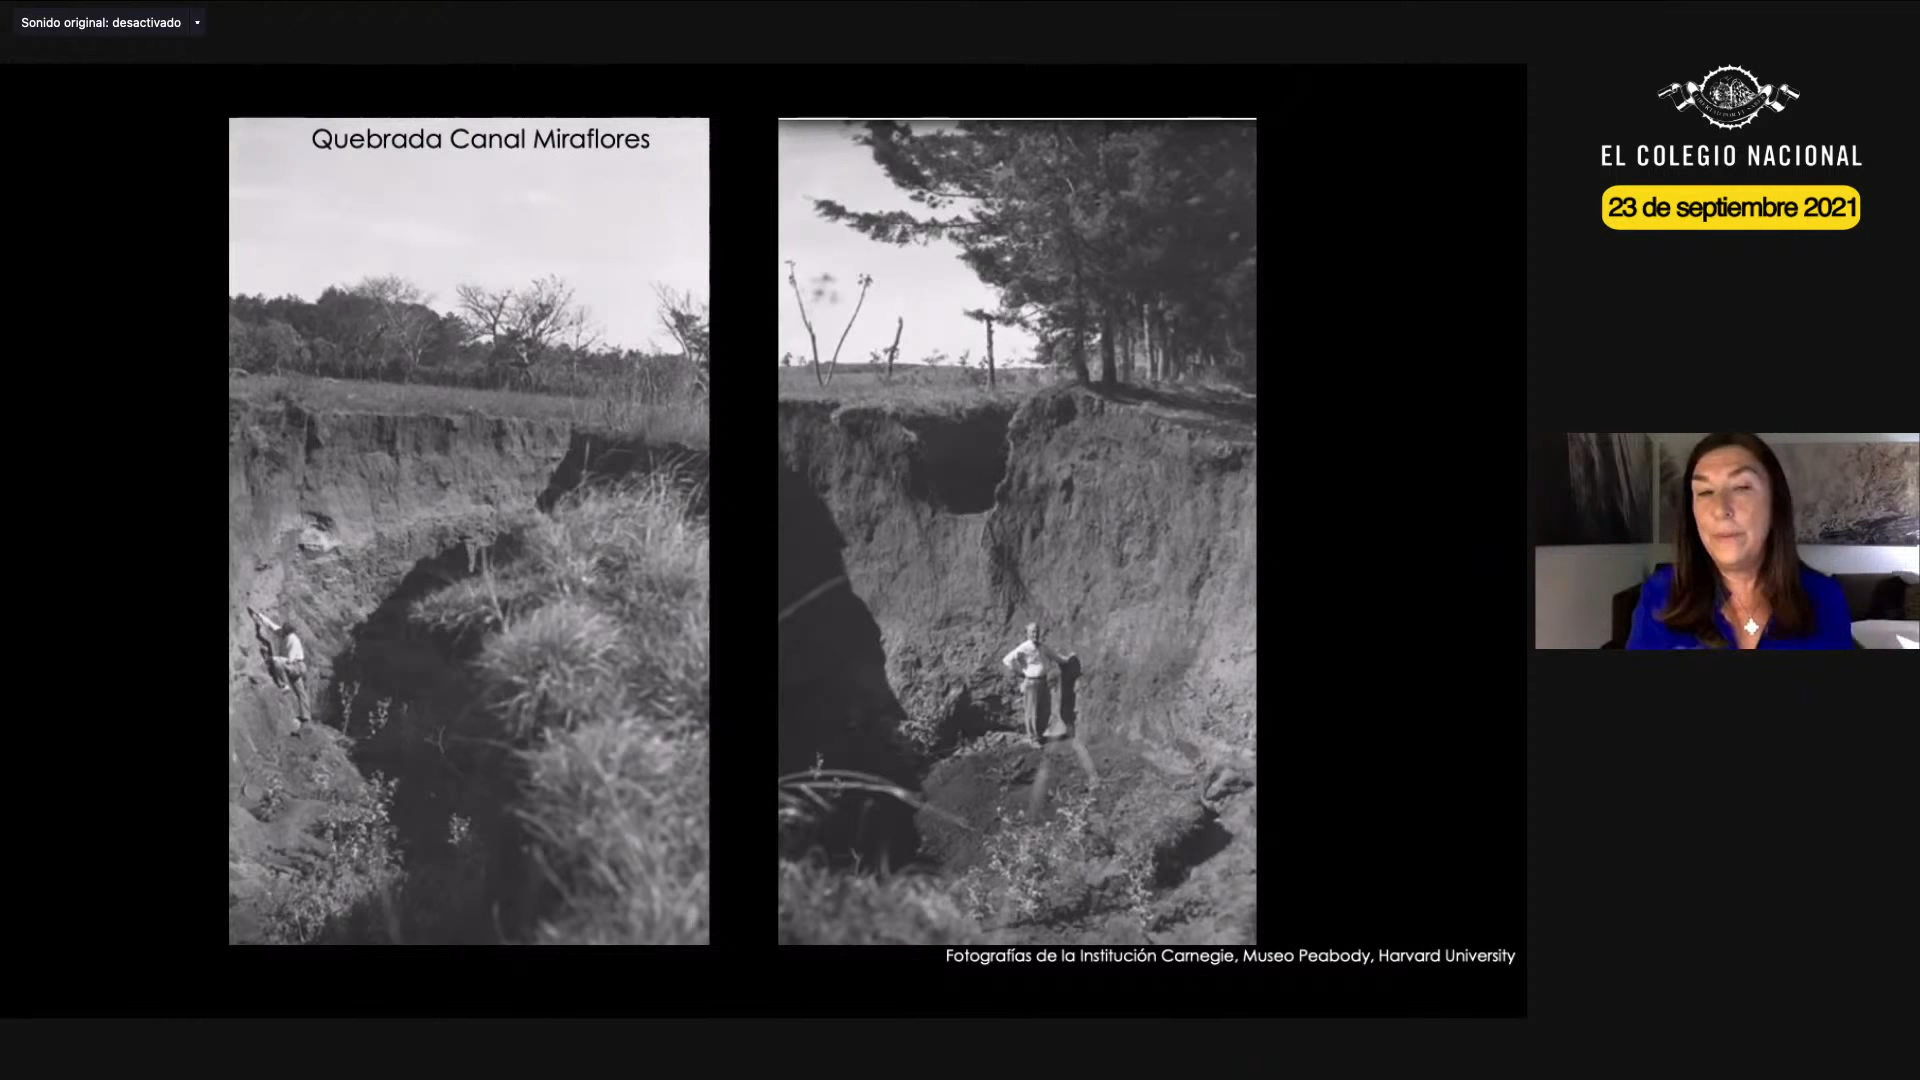 Sonido original: desactivado
Quebrada Canal Miraflores
EL COLEGIO NACIONAL
23 de septiembre 2021
Fotografías de la Institución Carnegie, Museo Peabody, Harvard University